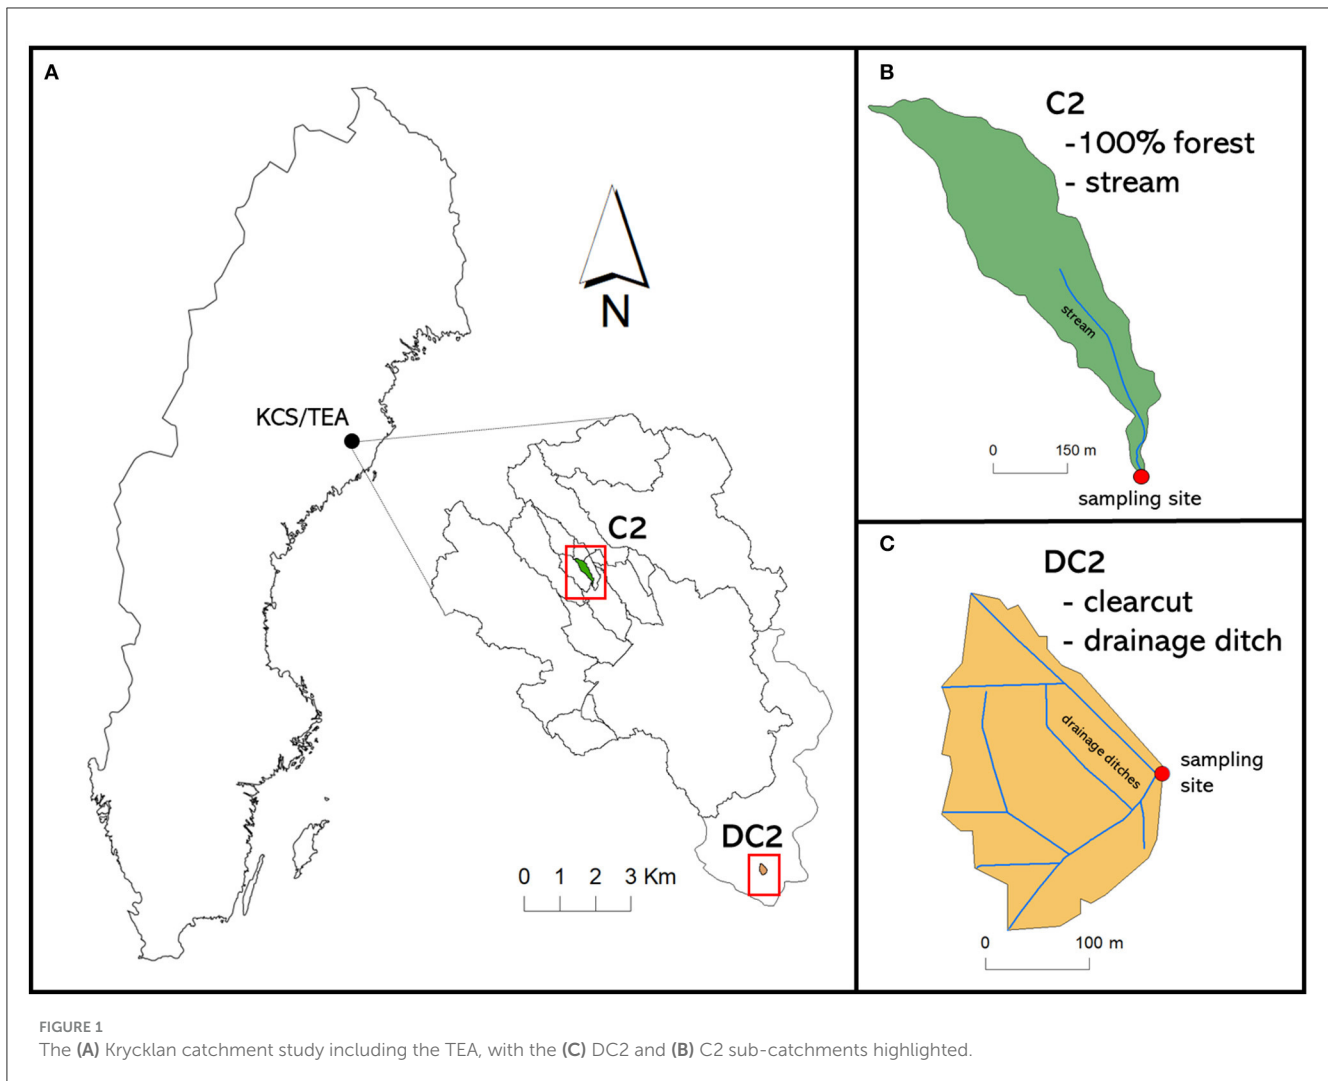 A
N
KCS/TEA
C2
DC2
0 1 2 3 Km
B
C2
-100% forest
- stream
stream
0 150 m
sampling site
C
DC2
- clearcut
- drainage ditch
drainage ditches
sampling
site
0 100 m
FIGURE 1
The (A) Krycklan catchment study including the TEA, with the (C) DC2 and (B) C2 sub-catchments highlighted.